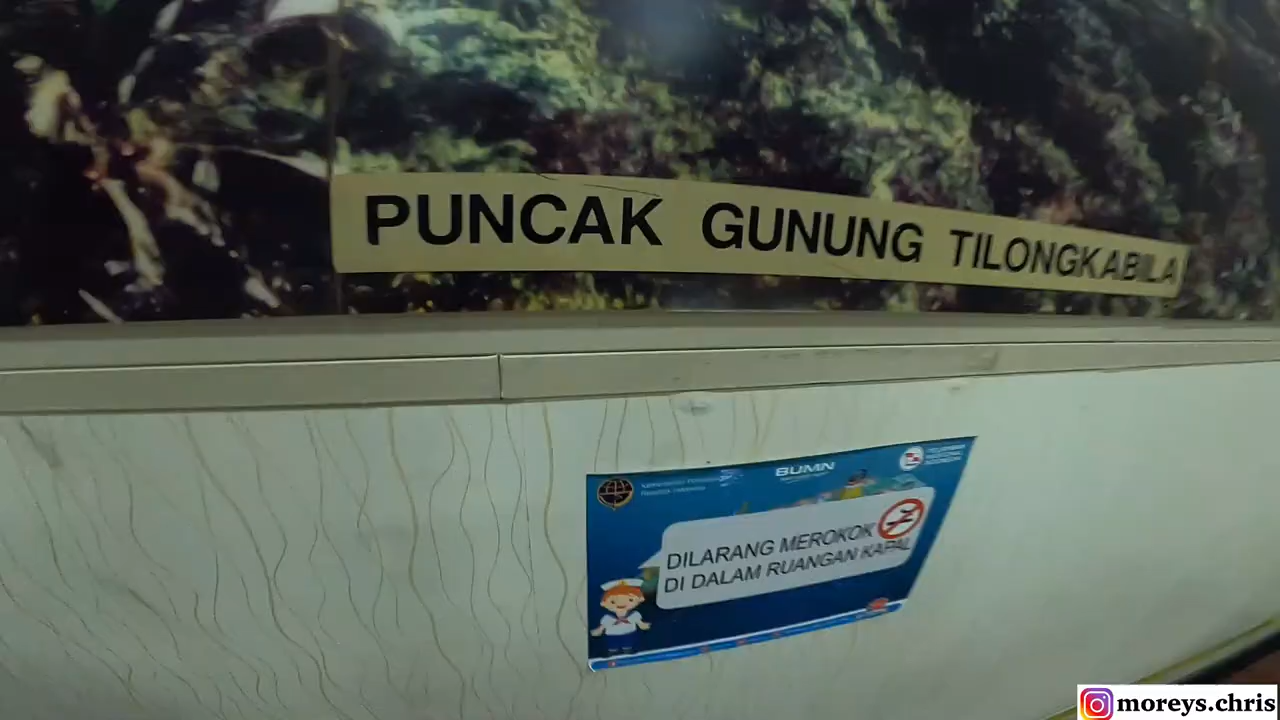 PUNCAK GUNUNG TILONGKABILA
BUMN
DILARANG MEROKOK
DI DALAM RUANGAN KAPAL
moreys.chris